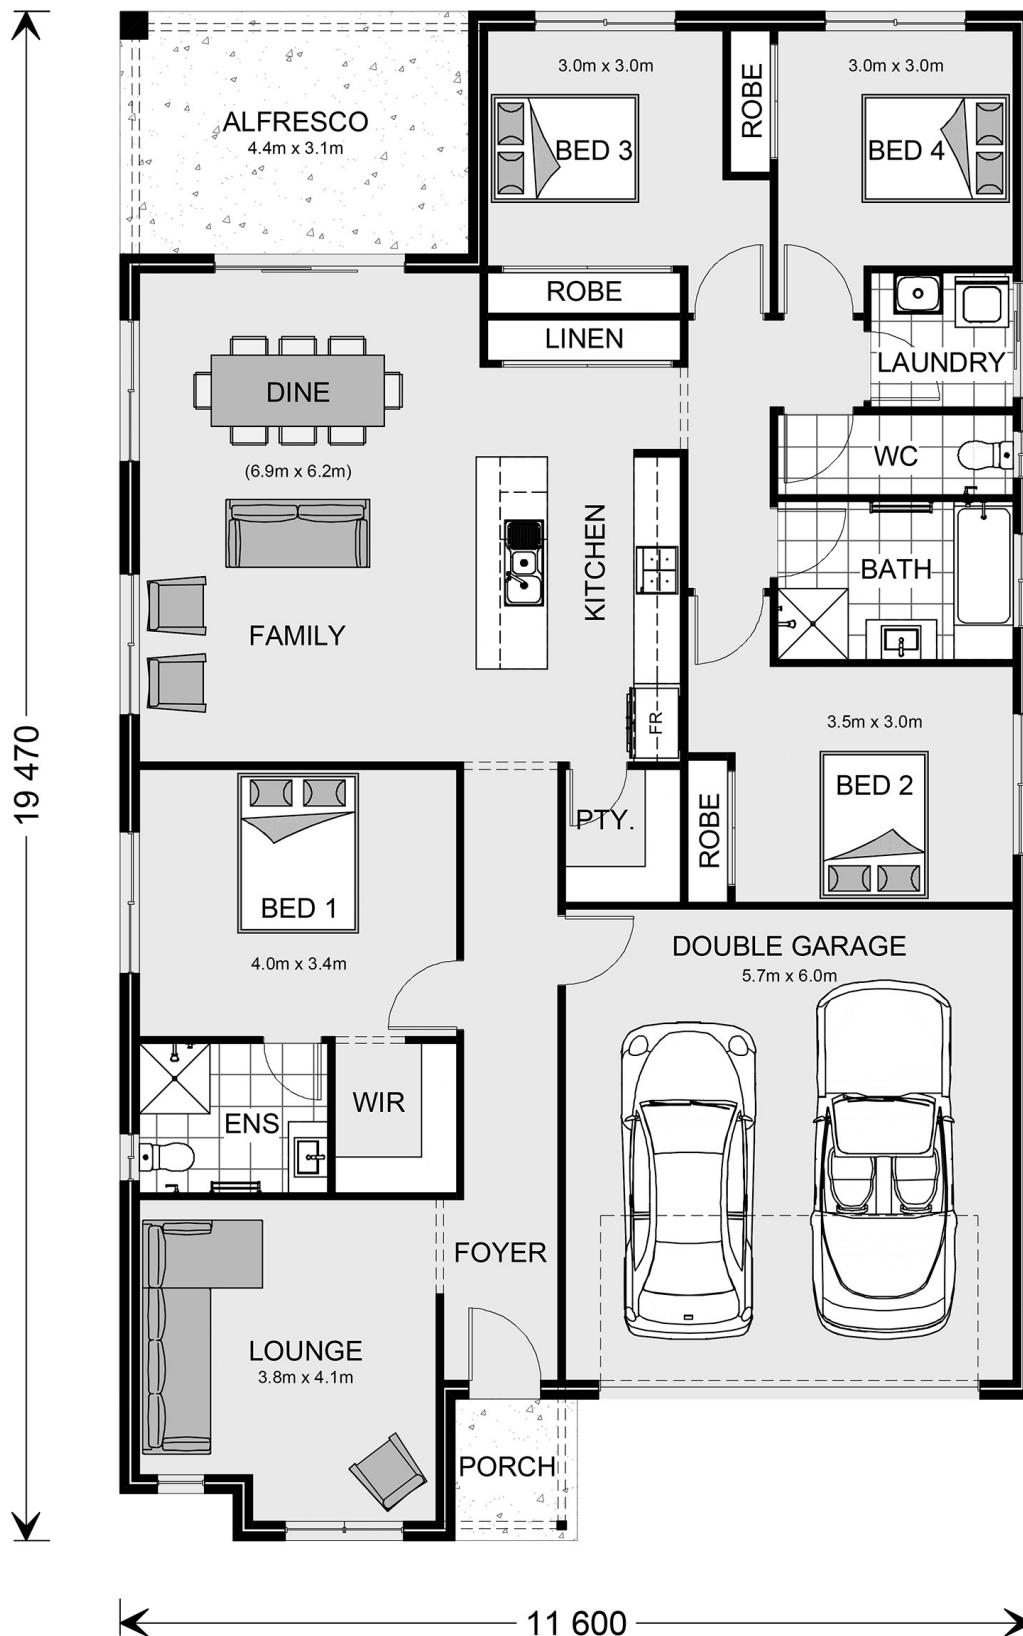 3.0m x 3.0m
ROBE
3.0m x 3.0m
ALFRESCO
4.4m x 3.1m
BED 3
BED 4
ROBE
LINEN
LAUNDRY
DINE
(6.9m x 6.2m)
WC
KITCHEN
BATH
FAMILY
FR
3.5m x 3.0m
19 470
BED 2
PTY.
ROBE
BED 1
4.0m x 3.4m
DOUBLE GARAGE
5.7m x 6.0m
WIR
ENS
FOYER
LOUNGE
3.8m x 4.1m
PORCH
11 600